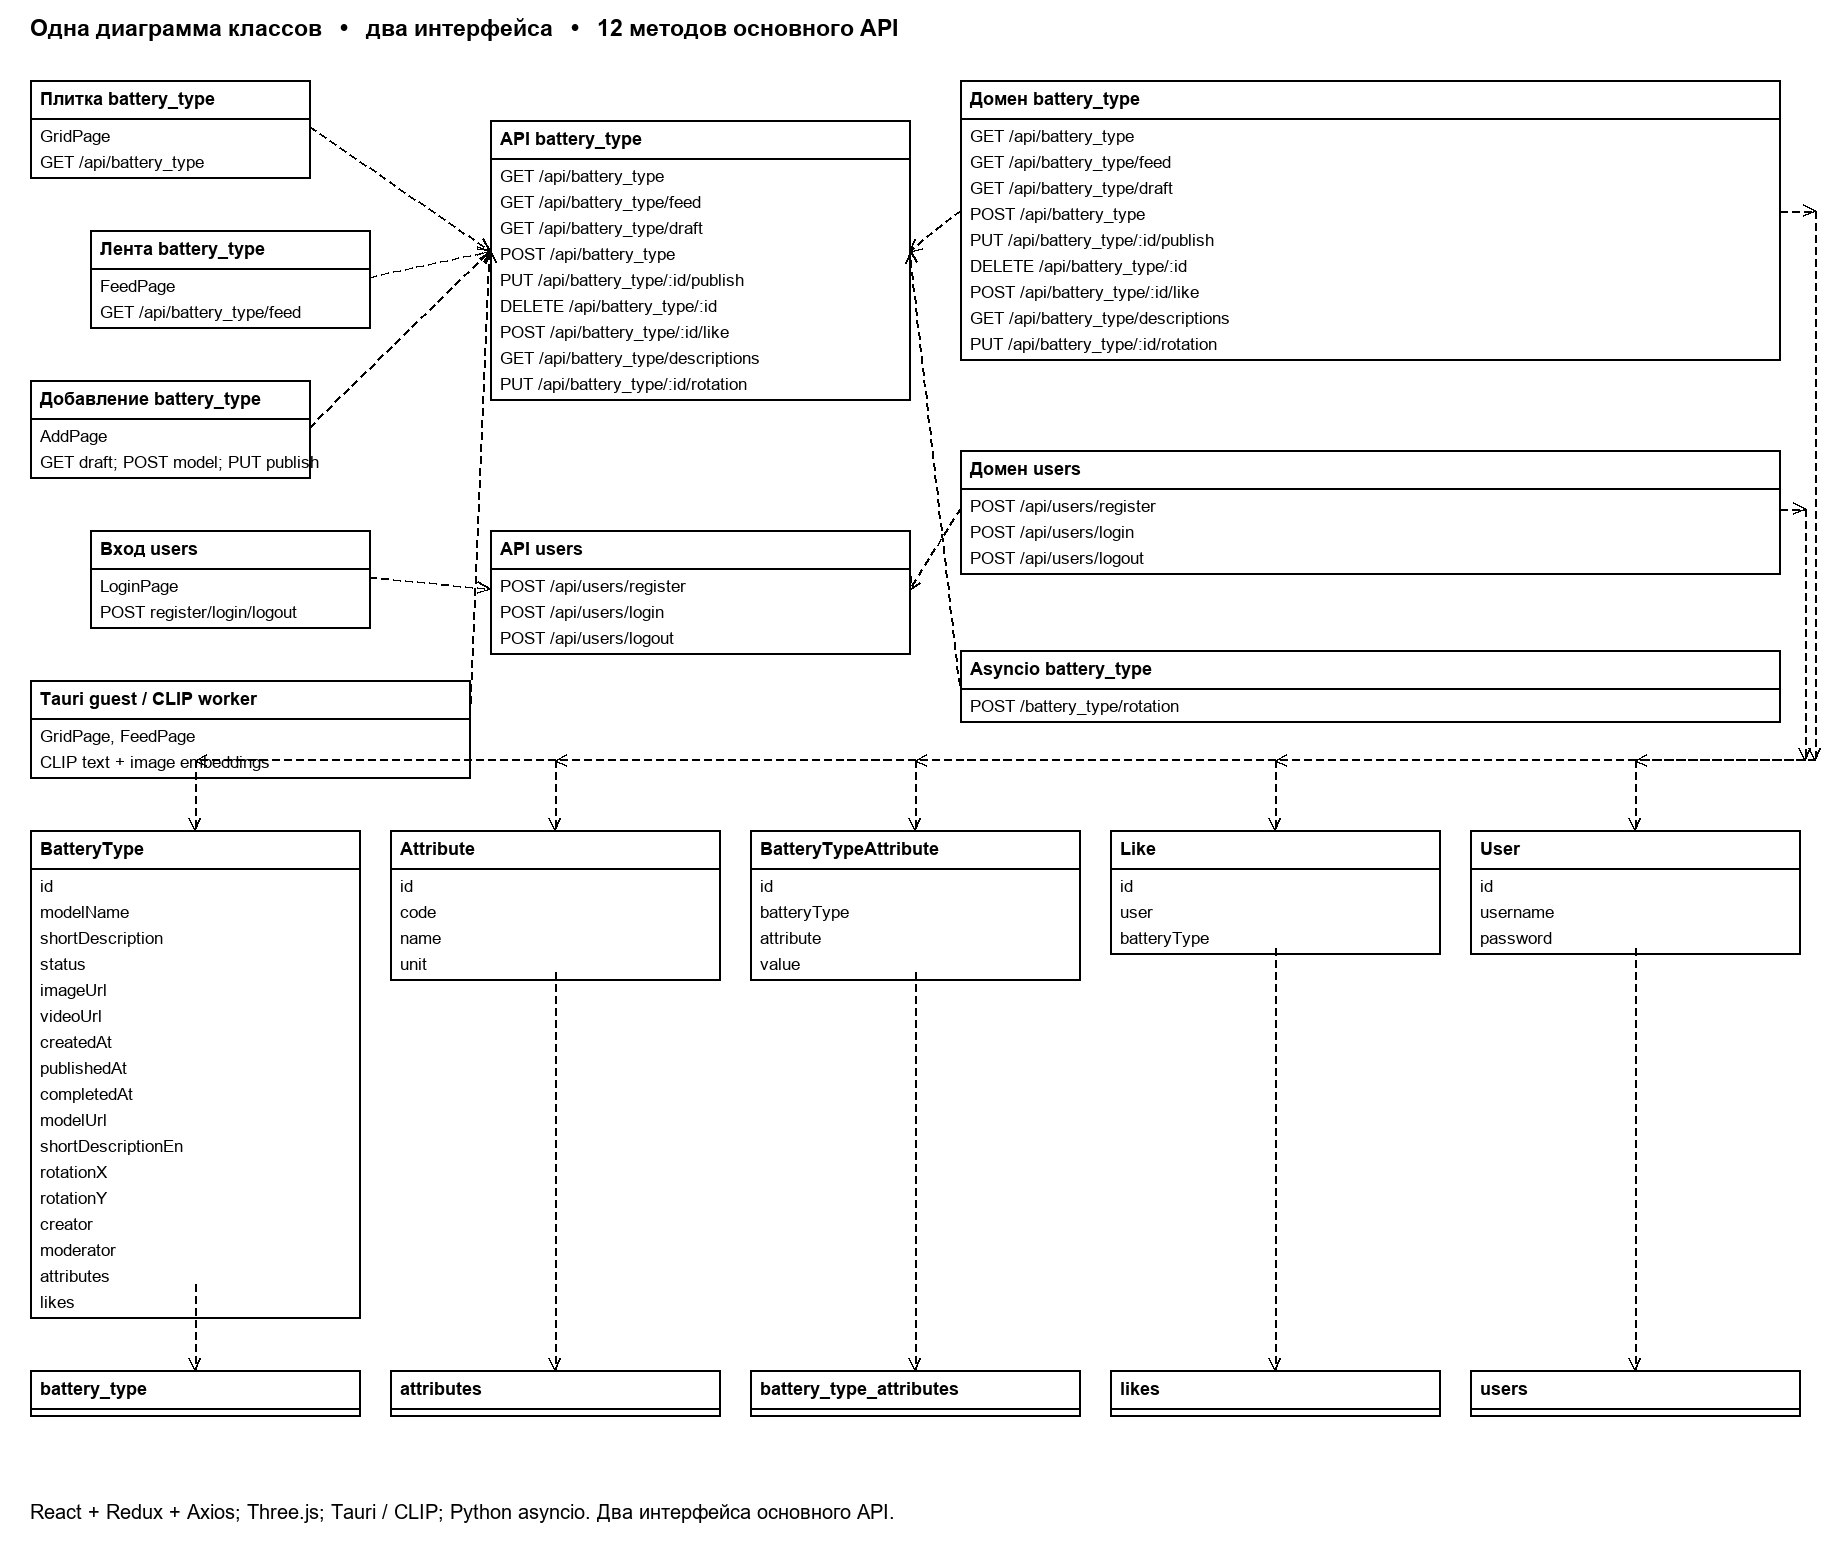 Одна диаграмма классов • два интерфейса • 12 методов основного API
Плитка battery_type
GridPage
GET /api/battery_type
Лента battery_type
FeedPage
GET /api/battery_type/feed
Добавление battery_type
AddPage
GET draft; POST model; PUT publish
Вход users
LoginPage
POST register/login/logout
Tauri guest / CLIP worker
GridPage, FeedPage
CLIP text + image embeddings
API battery_type
GET /api/battery_type
GET /api/battery_type/feed
GET /api/battery_type/draft
POST /api/battery_type
PUT /api/battery_type/:id/publish
DELETE /api/battery_type/:id
POST /api/battery_type/:id/like
GET /api/battery_type/descriptions
PUT /api/battery_type/:id/rotation
API users
POST /api/users/register
POST /api/users/login
POST /api/users/logout
Домен battery_type
GET /api/battery_type
GET /api/battery_type/feed
GET /api/battery_type/draft
POST /api/battery_type
PUT /api/battery_type/:id/publish
DELETE /api/battery_type/:id
POST /api/battery_type/:id/like
GET /api/battery_type/descriptions
PUT /api/battery_type/:id/rotation
Домен users
POST /api/users/register
POST /api/users/login
POST /api/users/logout
Asyncio battery_type
POST /battery_type/rotation
BatteryType
id
modelName
shortDescription
status
imageUrl
videoUrl
createdAt
publishedAt
completedAt
modelUrl
shortDescriptionEn
rotationX
rotationY
creator
moderator
attributes
likes
Attribute
id
code
name
unit
BatteryTypeAttribute
id
batteryType
attribute
value
Like
id
user
batteryType
User
id
username
password
battery_type
attributes
battery_type_attributes
likes
users
React + Redux + Axios; Three.js; Tauri / CLIP; Python asyncio. Два интерфейса основного API.